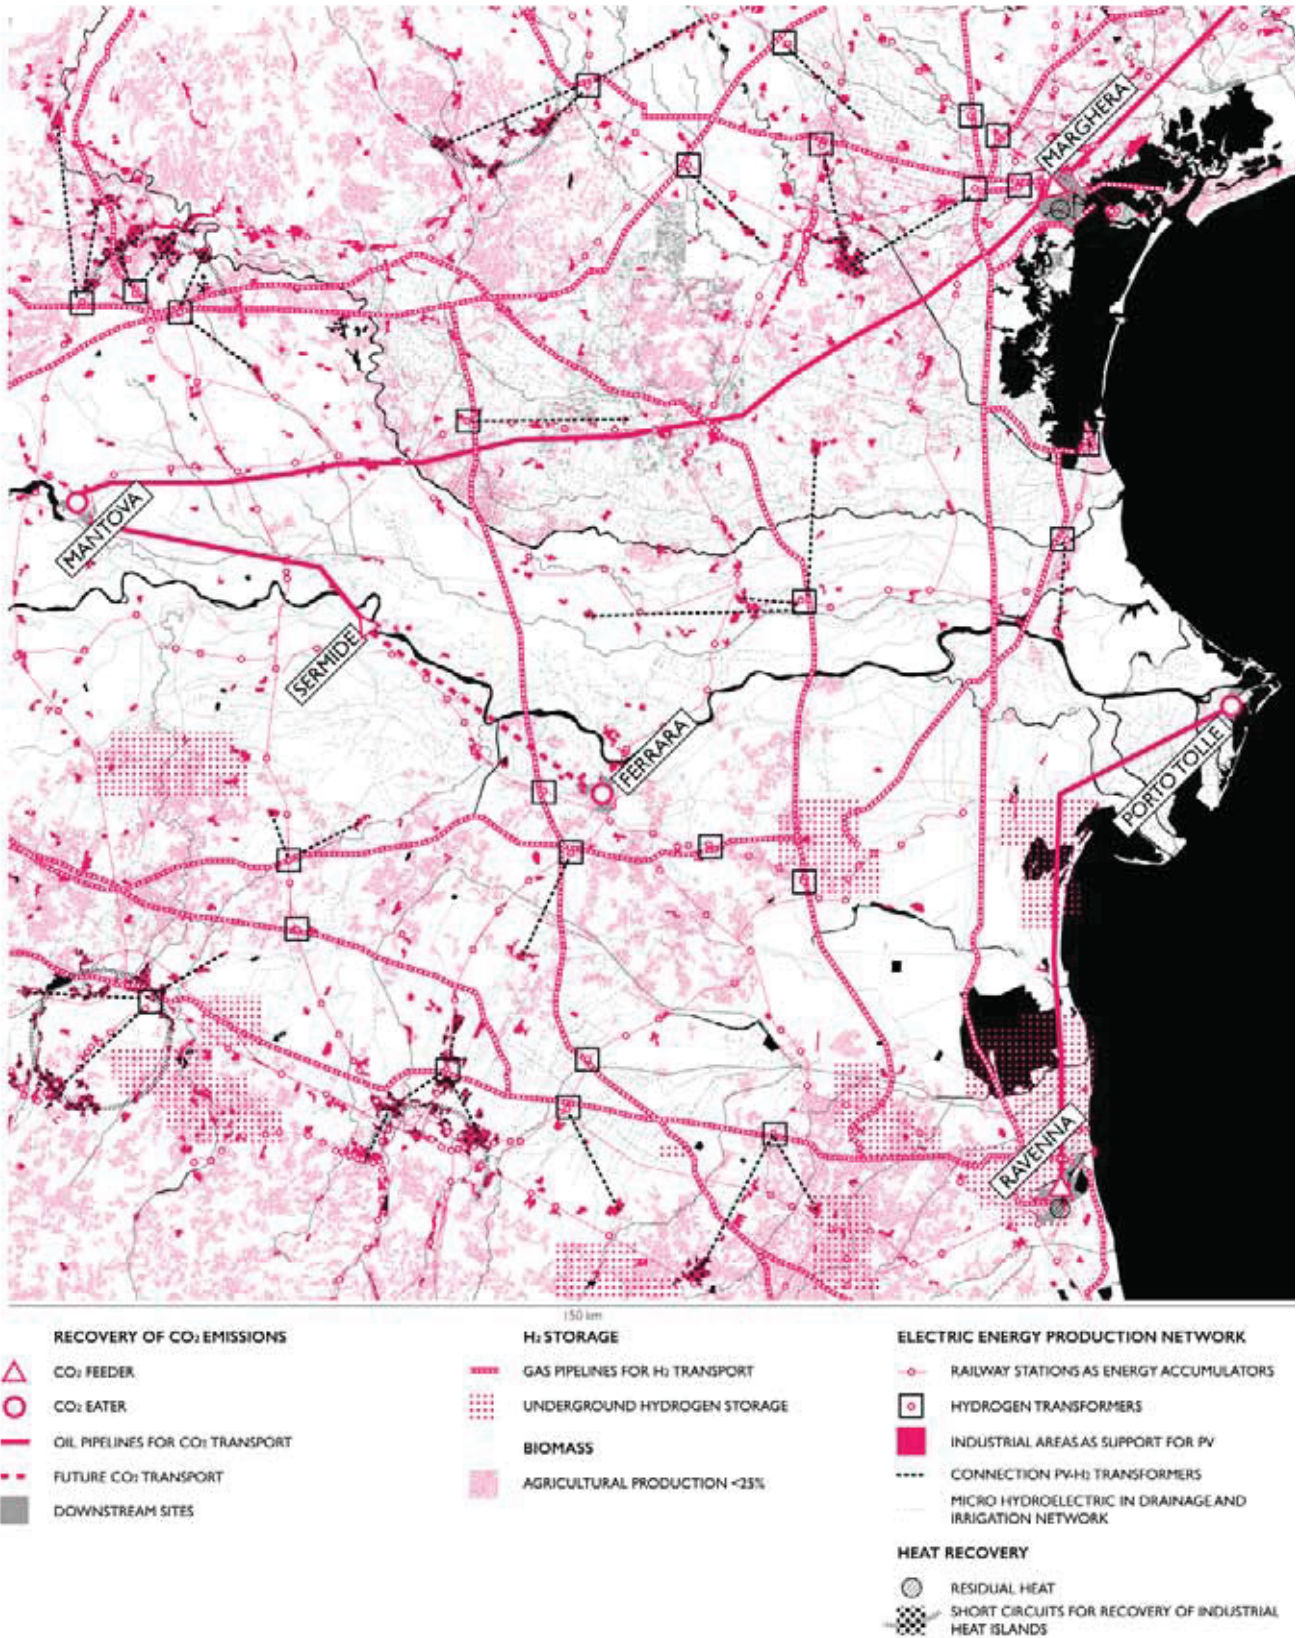 MARGHERA
MANTOVA
SERMIDE
FERRARA
PORTO TOLLE
RAVENNA
150 km
RECOVERY OF CO₂ EMISSIONS
CO₂ FEEDER
CO₂ EATER
OIL PIPELINES FOR CO₂ TRANSPORT
FUTURE CO₂ TRANSPORT
DOWNSTREAM SITES
H₂ STORAGE
GAS PIPELINES FOR H₂ TRANSPORT
UNDERGROUND HYDROGEN STORAGE
BIOMASS
AGRICULTURAL PRODUCTION <25%
ELECTRIC ENERGY PRODUCTION NETWORK
RAILWAY STATIONS AS ENERGY ACCUMULATORS
HYDROGEN TRANSFORMERS
INDUSTRIAL AREAS AS SUPPORT FOR PV
CONNECTION PV-H₂ TRANSFORMERS
MICRO HYDROELECTRIC IN DRAINAGE AND
IRRIGATION NETWORK
HEAT RECOVERY
RESIDUAL HEAT
SHORT CIRCUITS FOR RECOVERY OF INDUSTRIAL
HEAT ISLANDS